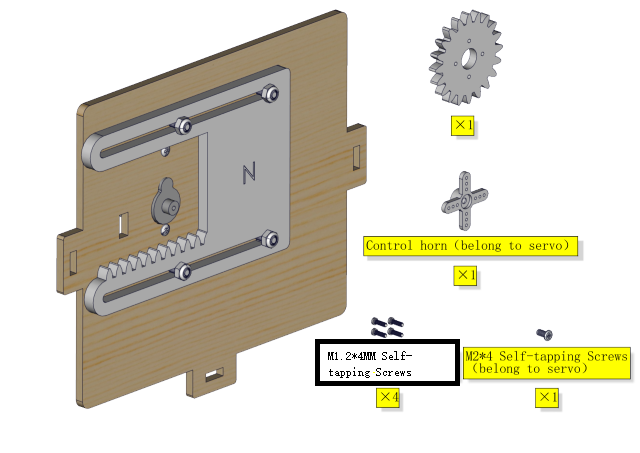 ×1
N
Control horn（belong to servo）
×1
M1.2*4MM Self-
tapping Screws
M2*4 Self-tapping Screws
（belong to servo）
×4
×1